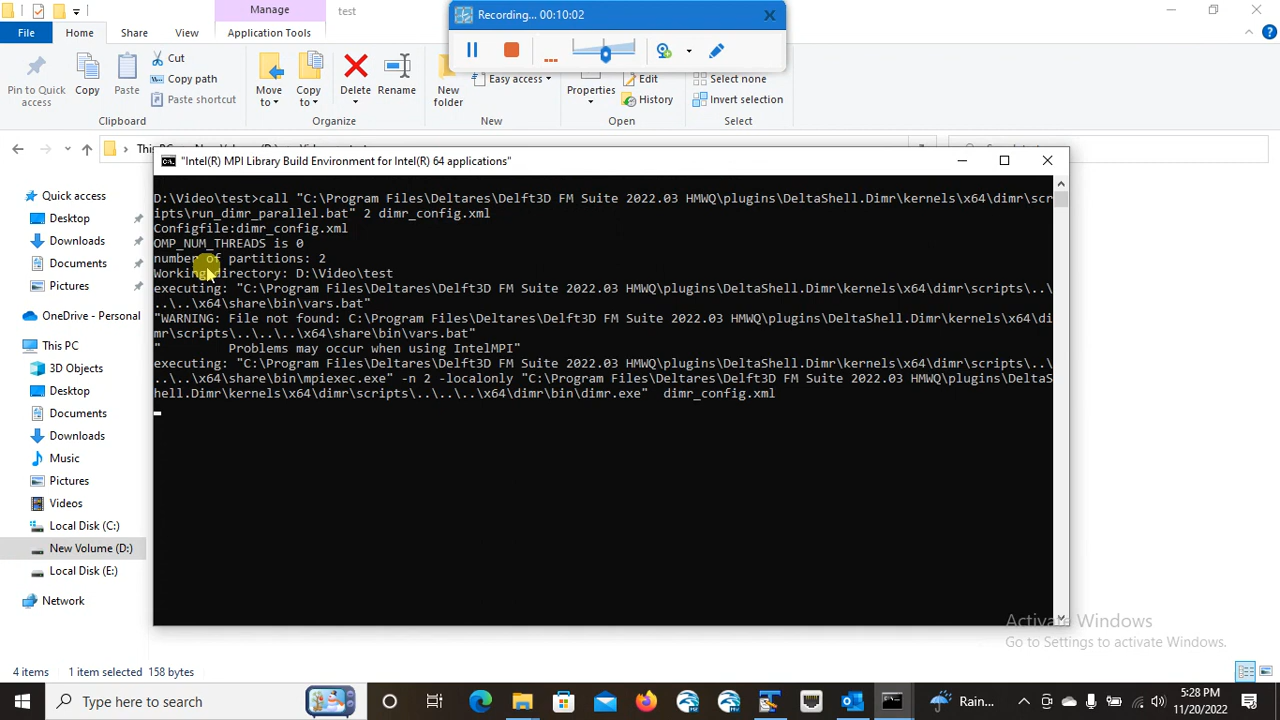 Manage
test
Recording... 00:10:02
File
Home
Share
View
Application Tools
Pin to Quick access
Copy
Paste
Cut
Copy path
Paste shortcut
Clipboard
Move to
Copy to
Delete
Rename
Organize
New folder
Easy access
New
Properties
Edit
History
Open
Select none
Invert selection
Select
"Intel(R) MPI Library Build Environment for Intel(R) 64 applications"
D:\Video\test>call "C:\Program Files\Deltares\Delft3D FM Suite 2022.03 HMWQ\plugins\DeltaShell.Dimr\kernels\x64\dimr\scr
ipts\run_dimr_parallel.bat" 2 dimr_config.xml
Configfile:dimr_config.xml
OMP_NUM_THREADS is 0
number of partitions: 2
Working directory: D:\Video\test
executing: "C:\Program Files\Deltares\Delft3D FM Suite 2022.03 HMWQ\plugins\DeltaShell.Dimr\kernels\x64\dimr\scripts\..\
..\..\x64\share\bin\vars.bat"
"WARNING: File not found: C:\Program Files\Deltares\Delft3D FM Suite 2022.03 HMWQ\plugins\DeltaShell.Dimr\kernels\x64\di
mr\scripts\..\..\..\x64\share\bin\vars.bat"
"        Problems may occur when using IntelMPI"
executing: "C:\Program Files\Deltares\Delft3D FM Suite 2022.03 HMWQ\plugins\DeltaShell.Dimr\kernels\x64\dimr\scripts\..\
..\..\x64\share\bin\mpiexec.exe" -n 2 -localonly "C:\Program Files\Deltares\Delft3D FM Suite 2022.03 HMWQ\plugins\DeltaS
hell.Dimr\kernels\x64\dimr\scripts\..\..\..\x64\dimr\bin\dimr.exe"  dimr_config.xml
Quick access
Desktop
Downloads
Documents
Pictures
OneDrive - Personal
This PC
3D Objects
Desktop
Documents
Downloads
Music
Pictures
Videos
Local Disk (C:)
New Volume (D:)
Local Disk (E:)
Network
Activate Windows
Go to Settings to activate Windows.
4 items
1 item selected 158 bytes
Type here to search
Rain...
5:28 PM
11/20/2022